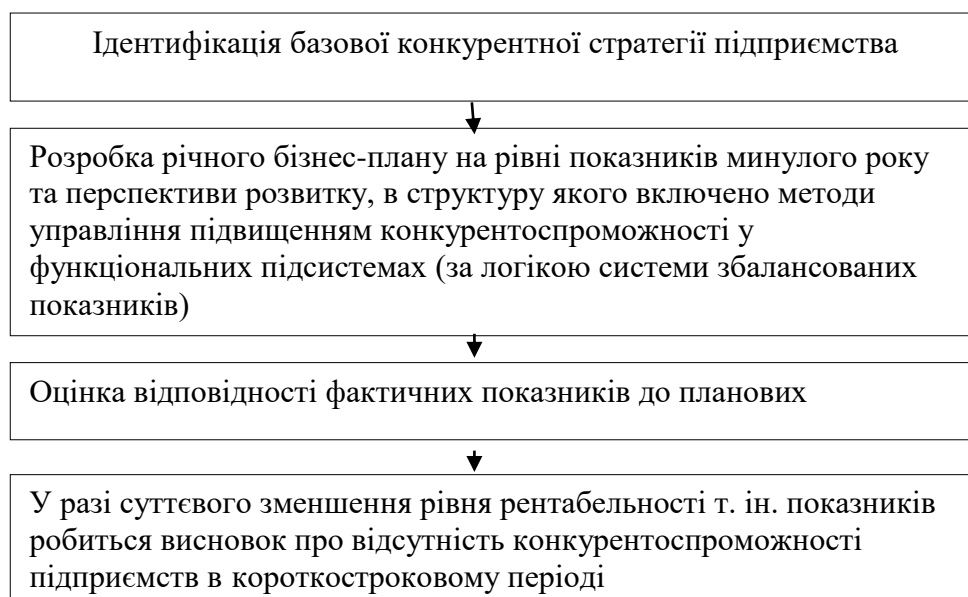 Ідентифікація базової конкурентної стратегії підприємства
Розробка річного бізнес-плану на рівні показників минулого року
та перспективи розвитку, в структуру якого включено методи
управління підвищенням конкурентоспроможності у
функціональних підсистемах (за логікою системи збалансованих
показників)
Оцінка відповідності фактичних показників до планових
У разі суттєвого зменшення рівня рентабельності т. ін. показників
робиться висновок про відсутність конкурентоспроможності
підприємств в короткостроковому періоді